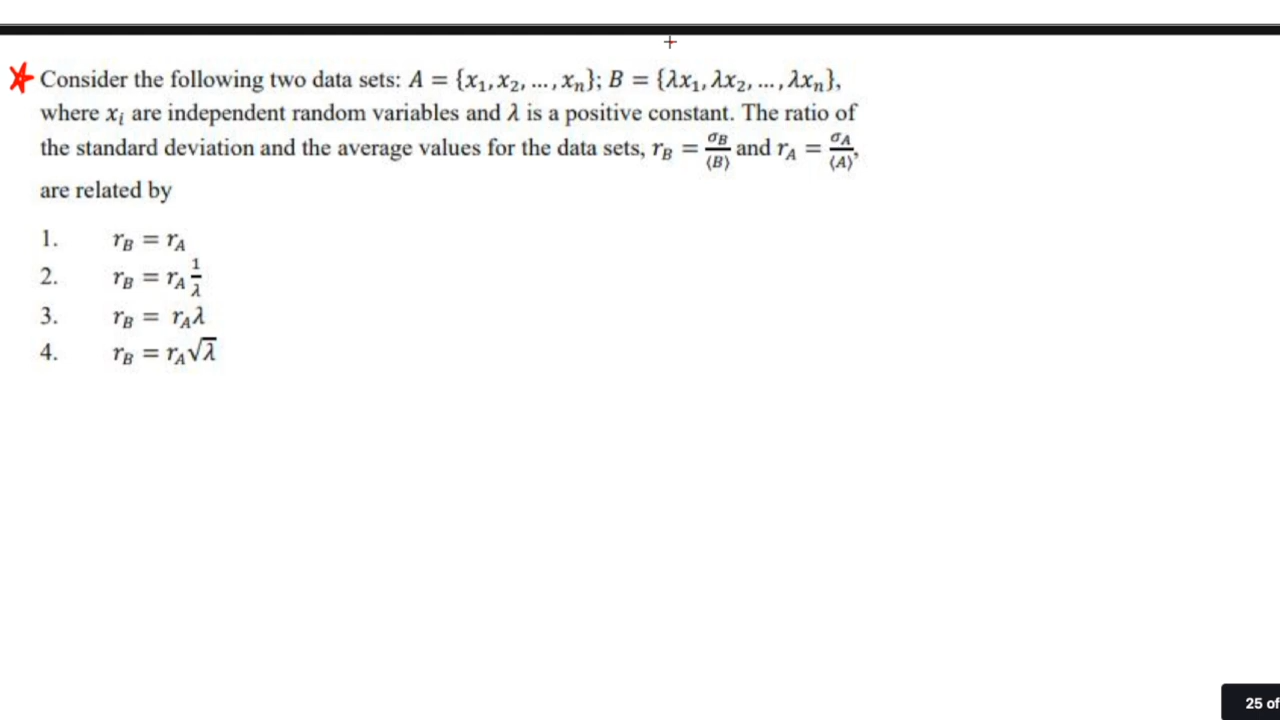 Consider the following two data sets: A = {x₁, x₂, ..., xₙ}; B = {λx₁, λx₂, ..., λxₙ},
where xᵢ are independent random variables and λ is a positive constant. The ratio of
the standard deviation and the average values for the data sets, r_B = σ_B/⟨B⟩ and r_A = σ_A/⟨A⟩,
are related by
1. r_B = r_A
2. r_B = r_A 1/λ
3. r_B = r_Aλ
4. r_B = r_A√λ
25 of